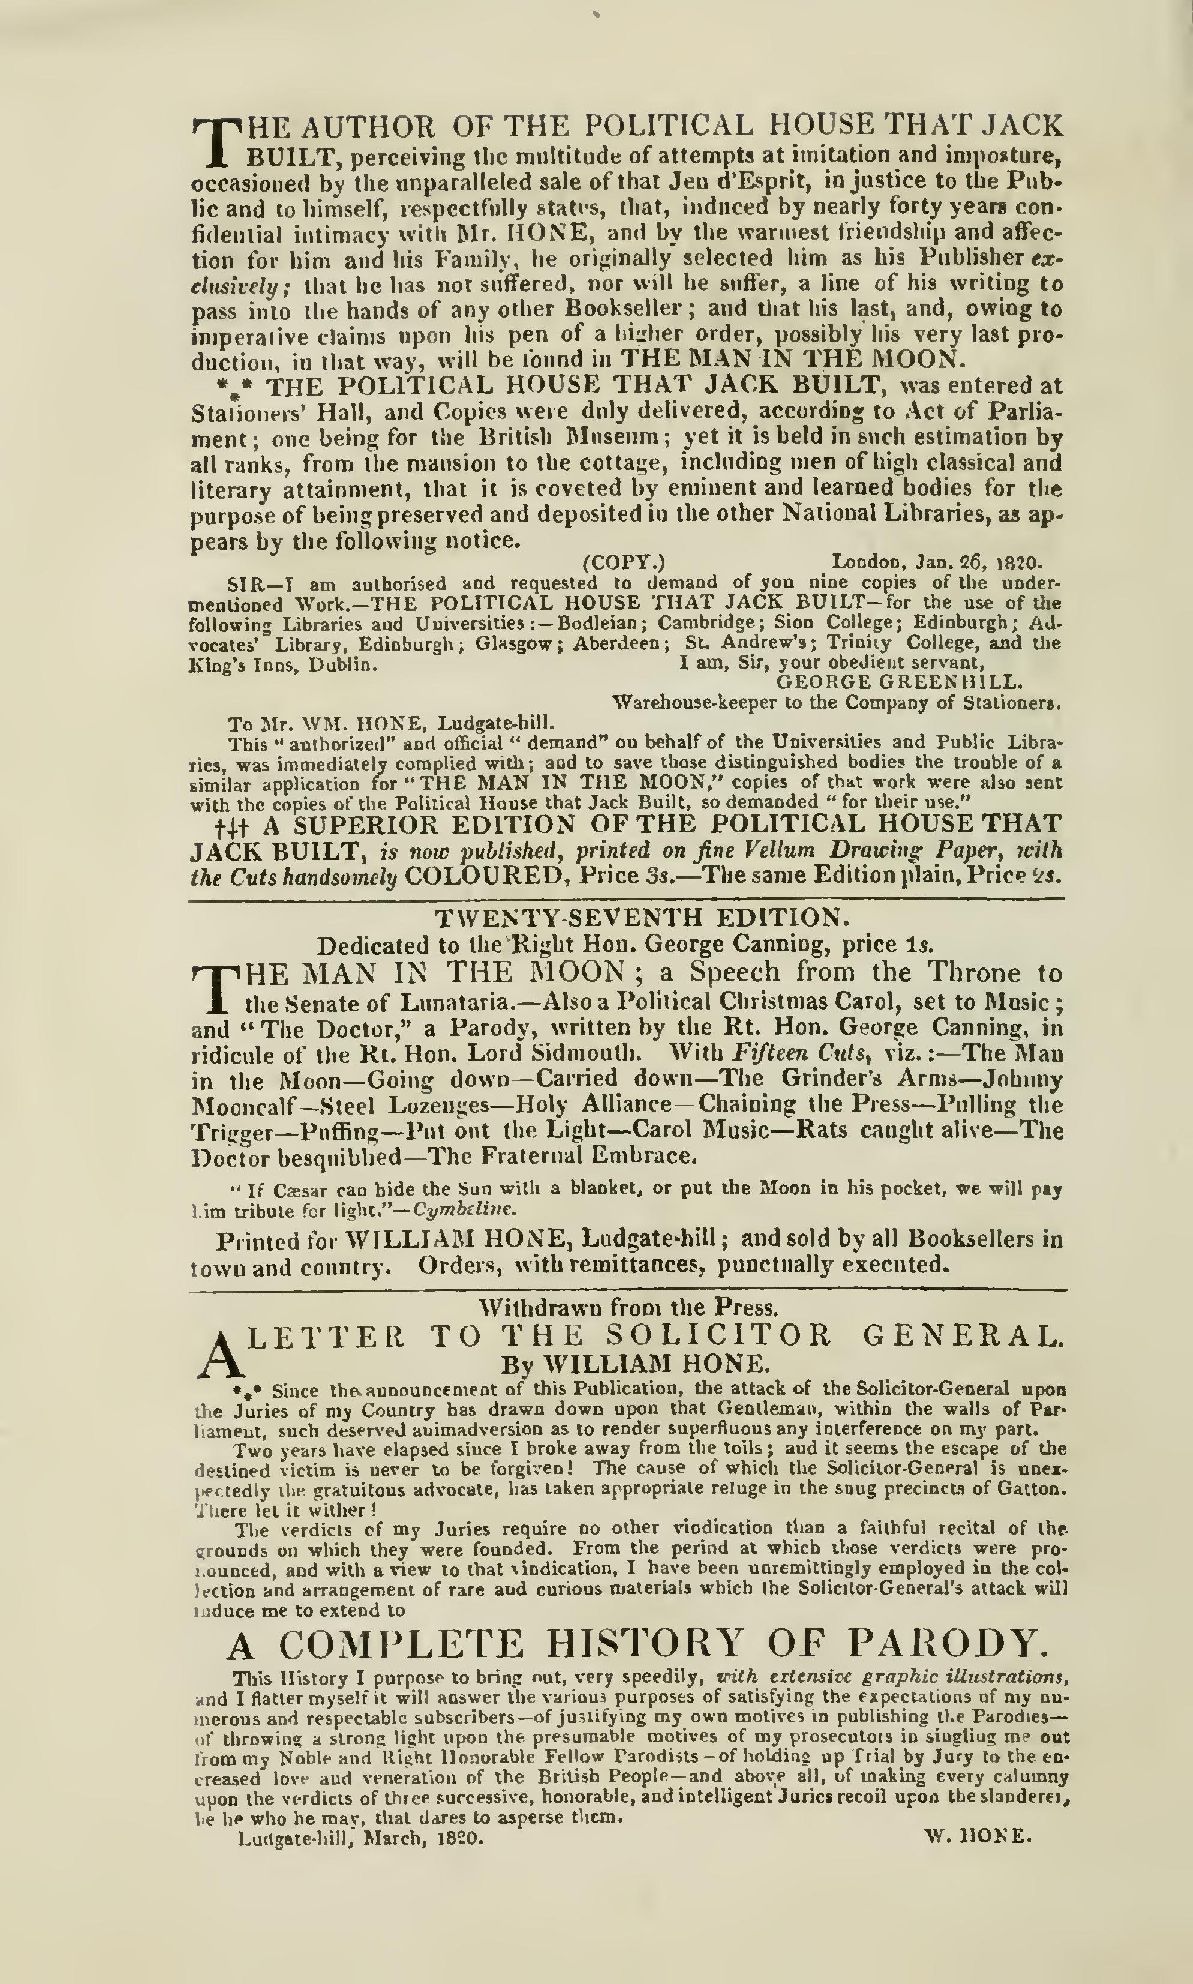 THE AUTHOR OF THE POLITICAL HOUSE THAT JACK
BUILT, perceiving the multitude of attempts at imitation and imposture,
occasioned by the unparalleled sale of that Jeu d'Esprit, in justice to the Pub-
lic and to himself, respectfully states, that, induced by nearly forty years con-
fidential intimacy with Mr. HONE, and by the warmest friendship and affec-
tion for him and his Family, he originally selected him as his Publisher ex-
clusively; that he has not suffered, nor will he suffer, a line of his writing to
pass into the hands of any other Bookseller; and that his last, and, owing to
imperative claims upon his pen of a higher order, possibly his very last pro-
duction, in that way, will be found in THE MAN IN THE MOON.
*⁎* THE POLITICAL HOUSE THAT JACK BUILT, was entered at
Stationers' Hall, and Copies were duly delivered, according to Act of Parlia-
ment; one being for the British Museum; yet it is held in such estimation by
all ranks, from the mansion to the cottage, including men of high classical and
literary attainment, that it is coveted by eminent and learned bodies for the
purpose of being preserved and deposited in the other National Libraries, as ap-
pears by the following notice.
(COPY.) London, Jan. 26, 1820.
SIR—I am authorised and requested to demand of you nine copies of the under-
mentioned Work.—THE POLITICAL HOUSE THAT JACK BUILT—for the use of the
following Libraries and Universities:—Bodleian; Cambridge; Sion College; Edinburgh; Ad-
vocates' Library, Edinburgh; Glasgow; Aberdeen; St. Andrew's; Trinity College, and the
King's Inns, Dublin. I am, Sir, your obedient servant,
GEORGE GREENHILL.
Warehouse-keeper to the Company of Stationers.
To Mr. WM. HONE, Ludgate-hill.
This "authorized" and official "demand" on behalf of the Universities and Public Libra-
ries, was immediately complied with; and to save those distinguished bodies the trouble of a
similar application for "THE MAN IN THE MOON," copies of that work were also sent
with the copies of the Political House that Jack Built, so demanded "for their use."
†‡† A SUPERIOR EDITION OF THE POLITICAL HOUSE THAT
JACK BUILT, is now published, printed on fine Vellum Drawing Paper, with
the Cuts handsomely COLOURED, Price 3s.—The same Edition plain, Price 2s.
TWENTY-SEVENTH EDITION.
Dedicated to the Right Hon. George Canning, price 1s.
THE MAN IN THE MOON; a Speech from the Throne to
the Senate of Lunataria.—Also a Political Christmas Carol, set to Music;
and "The Doctor," a Parody, written by the Rt. Hon. George Canning, in
ridicule of the Rt. Hon. Lord Sidmouth. With Fifteen Cuts, viz.:—The Man
in the Moon—Going down—Carried down—The Grinder's Arms—Johnny
Mooncalf—Steel Lozenges—Holy Alliance—Chaining the Press—Pulling the
Trigger—Puffing—Put out the Light—Carol Music—Rats caught alive—The
Doctor besquibbed—The Fraternal Embrace.
"If Cæsar can hide the Sun with a blanket, or put the Moon in his pocket, we will pay
him tribute for light."—Cymbeline.
Printed for WILLIAM HONE, Ludgate-hill; and sold by all Booksellers in
town and country. Orders, with remittances, punctually executed.
Withdrawn from the Press.
A LETTER TO THE SOLICITOR GENERAL.
By WILLIAM HONE.
*⁎* Since the announcement of this Publication, the attack of the Solicitor-General upon
the Juries of my Country has drawn down upon that Gentleman, within the walls of Par-
liament, such deserved animadversion as to render superfluous any interference on my part.
Two years have elapsed since I broke away from the toils; and it seems the escape of the
destined victim is never to be forgiven! The cause of which the Solicitor-General is unex-
pectedly the gratuitous advocate, has taken appropriate refuge in the snug precincts of Gatton.
There let it wither!
The verdicts of my Juries require no other vindication than a faithful recital of the
grounds on which they were founded. From the period at which those verdicts were pro-
nounced, and with a view to that vindication, I have been unremittingly employed in the col-
lection and arrangement of rare and curious materials which the Solicitor-General's attack will
induce me to extend to
A COMPLETE HISTORY OF PARODY.
This History I purpose to bring out, very speedily, with extensive graphic illustrations,
and I flatter myself it will answer the various purposes of satisfying the expectations of my nu-
merous and respectable subscribers—of justifying my own motives in publishing the Parodies—
of throwing a strong light upon the presumable motives of my prosecutors in singling me out
from my Noble and Right Honorable Fellow Parodists—of holding up Trial by Jury to the en-
creased love and veneration of the British People—and above all, of making every calumny
upon the verdicts of three successive, honorable, and intelligent Juries recoil upon the slanderer,
be he who he may, that dares to asperse them.
Ludgate-hill, March, 1820. W. HONE.